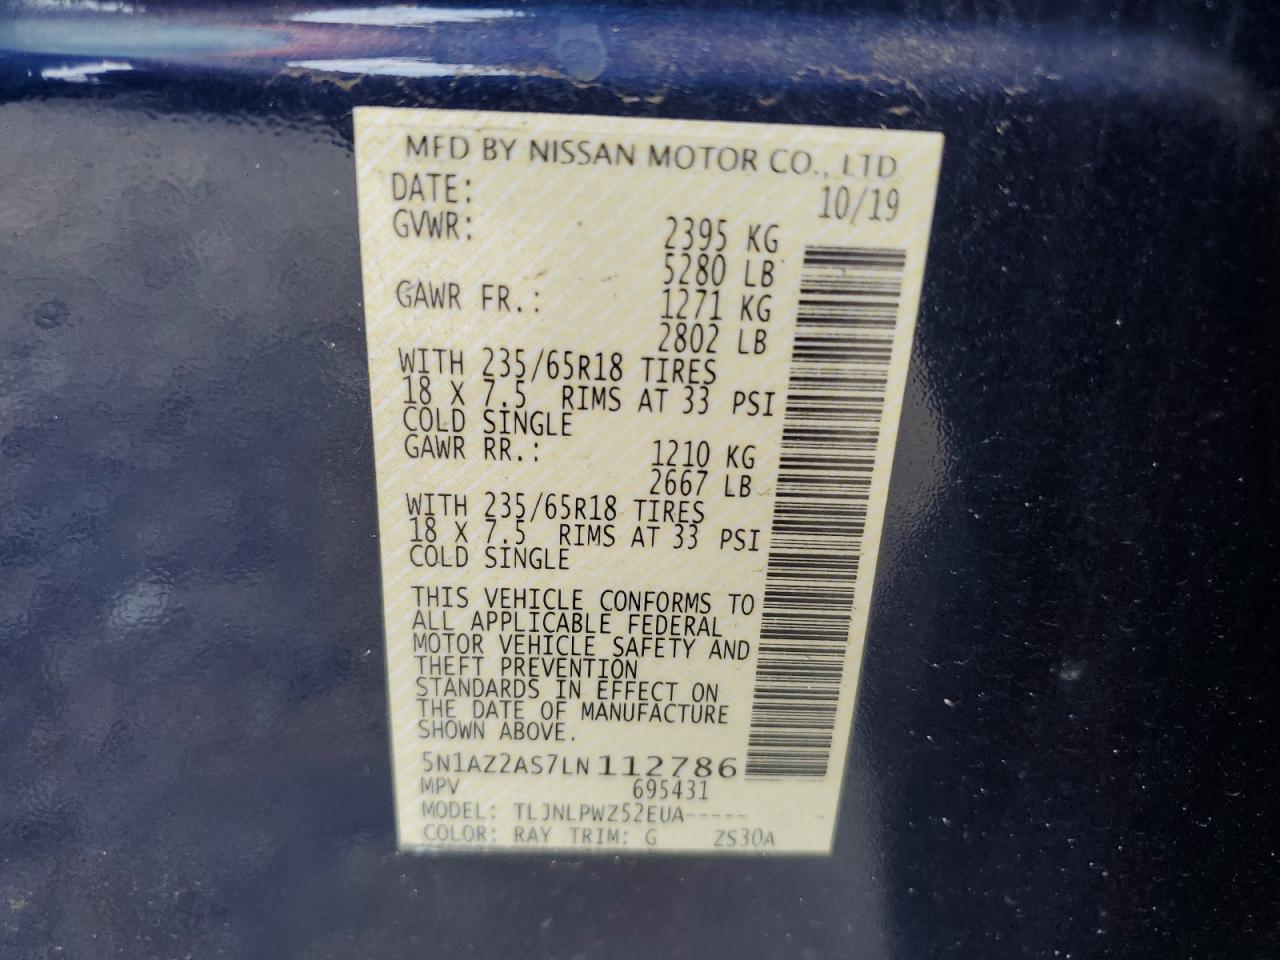 MFD BY NISSAN MOTOR CO., LTD
DATE: 10/19
GVWR: 2395 KG
5280 LB
GAWR FR.: 1271 KG
2802 LB
WITH 235/65R18 TIRES
18 X 7.5 RIMS AT 33 PSI
COLD SINGLE
GAWR RR.: 1210 KG
2667 LB
WITH 235/65R18 TIRES
18 X 7.5 RIMS AT 33 PSI
COLD SINGLE
THIS VEHICLE CONFORMS TO
ALL APPLICABLE FEDERAL
MOTOR VEHICLE SAFETY AND
THEFT PREVENTION
STANDARDS IN EFFECT ON
THE DATE OF MANUFACTURE
SHOWN ABOVE.
5N1AZ2AS7LN112786
MPV 695431
MODEL: TLJNLPWZ52EUA-----
COLOR: RAY TRIM: G ZS30A